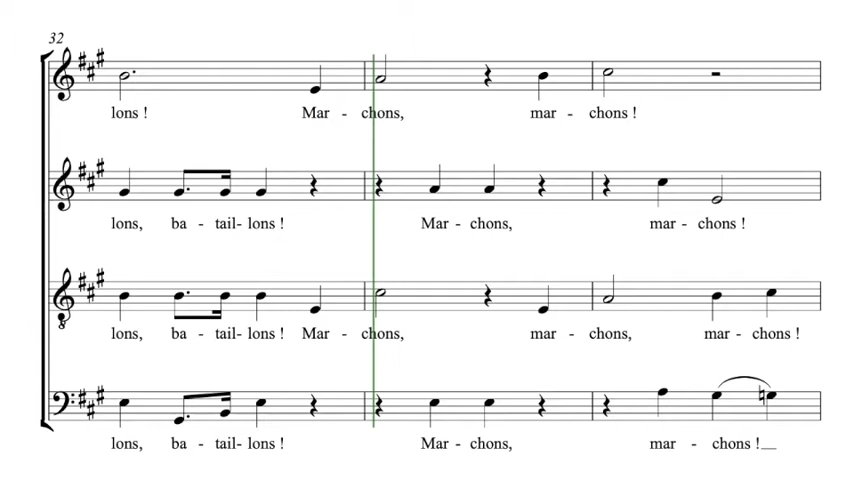 32
lons ! Mar - chons, mar - chons !
lons, ba - tail- lons ! Mar - chons, mar - chons !
lons, ba - tail- lons ! Mar - chons, mar - chons, mar - chons !
lons, ba - tail- lons ! Mar - chons, mar - chons !__